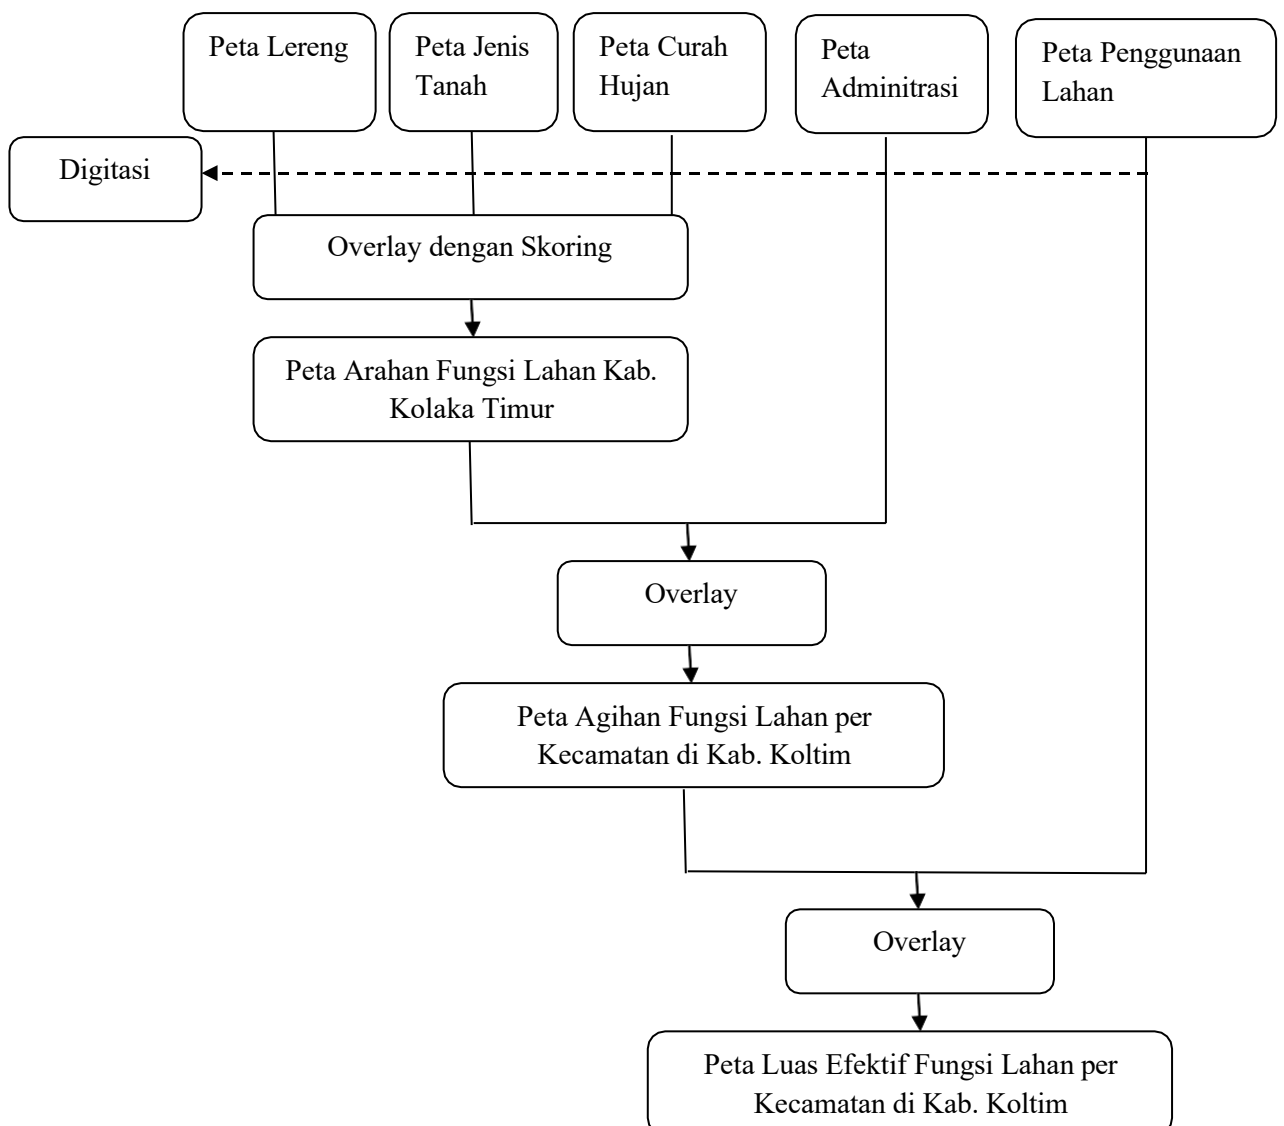 Peta Lereng
Peta Jenis
Tanah
Peta Curah
Hujan
Peta
Adminitrasi
Peta Penggunaan
Lahan
Digitasi
Overlay dengan Skoring
Peta Arahan Fungsi Lahan Kab.
Kolaka Timur
Overlay
Peta Agihan Fungsi Lahan per
Kecamatan di Kab. Koltim
Overlay
Peta Luas Efektif Fungsi Lahan per
Kecamatan di Kab. Koltim